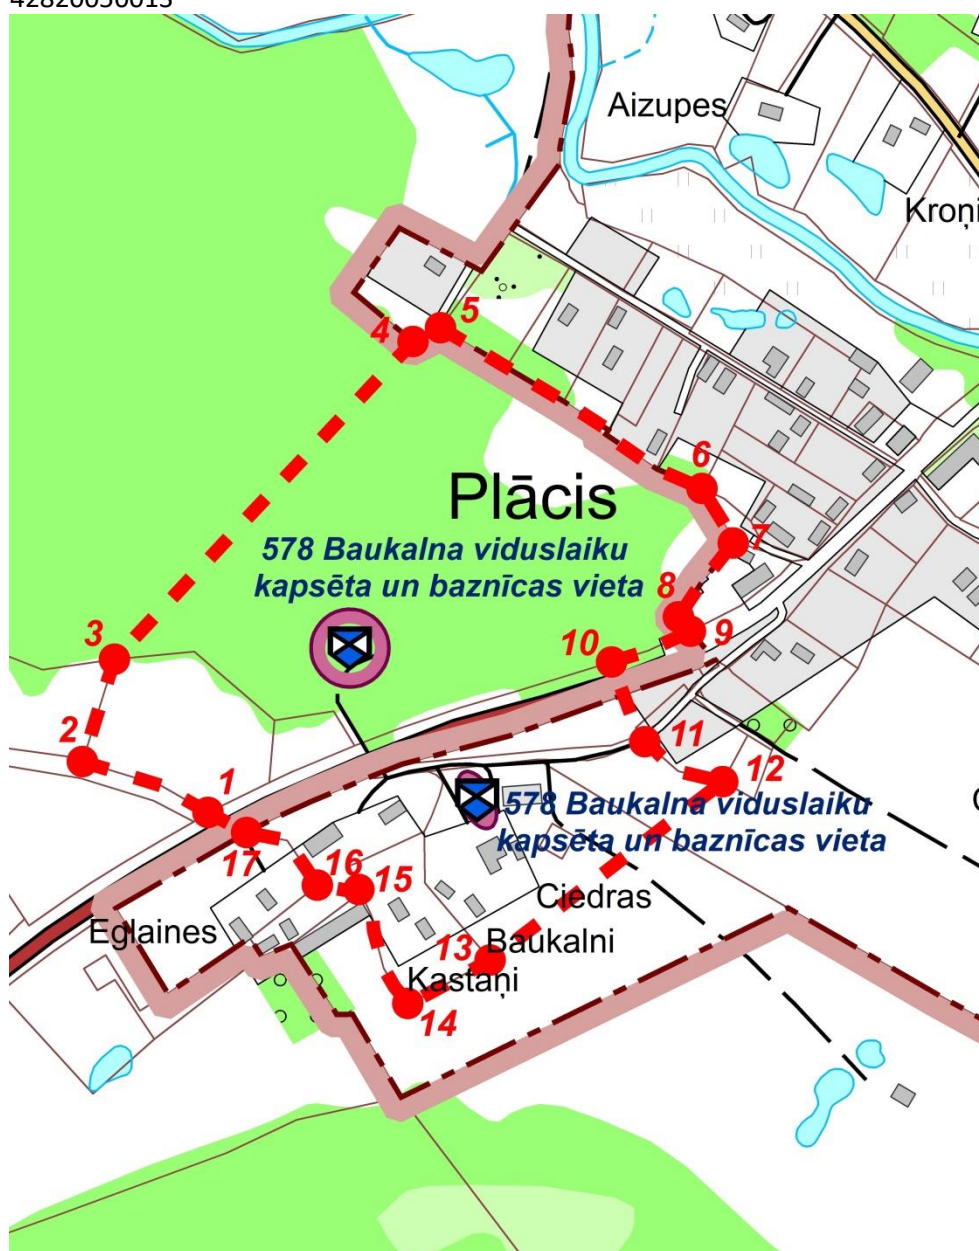 42820050013
Aizupes
Kroņi
5
4
6
Plācis
7
578 Baukalna viduslaiku
kapsēta un baznīcas vieta
8
9
3
10
2
11
1
12
578 Baukalna viduslaiku
kapsēta un baznīcas vieta
17
16
15
Ciedras
Eglaines
13
Baukalni
Kastaņi
14